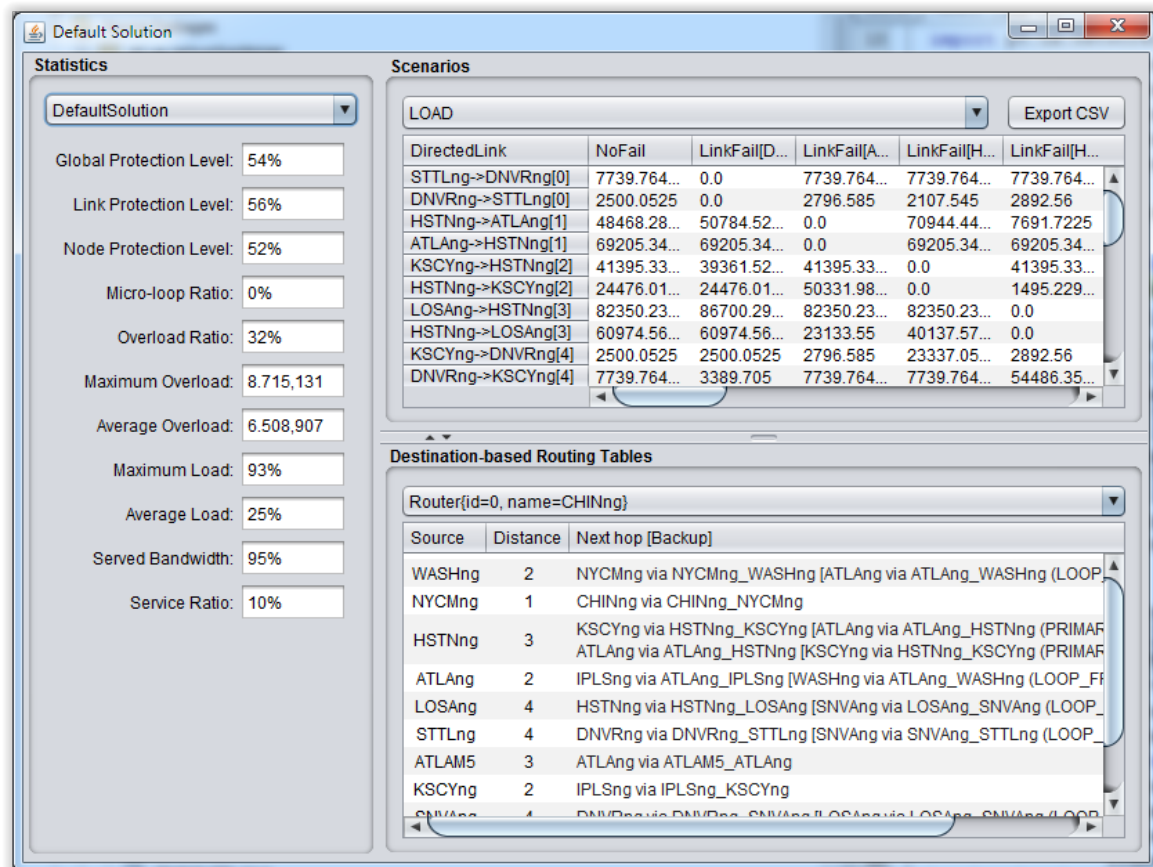 Default Solution
Statistics
DefaultSolution
Global Protection Level: 54%
Link Protection Level: 56%
Node Protection Level: 52%
Micro-loop Ratio: 0%
Overload Ratio: 32%
Maximum Overload: 8.715,131
Average Overload: 6.508,907
Maximum Load: 93%
Average Load: 25%
Served Bandwidth: 95%
Service Ratio: 10%
Scenarios
LOAD Export CSV
DirectedLink NoFail LinkFail[D... LinkFail[A... LinkFail[H... LinkFail[H...
STTLng->DNVRng[0] 7739.764... 0.0 7739.764... 7739.764... 7739.764...
DNVRng->STTLng[0] 2500.0525 0.0 2796.585 2107.545 2892.56
HSTNng->ATLAng[1] 48468.28... 50784.52... 0.0 70944.44... 7691.7225
ATLAng->HSTNng[1] 69205.34... 69205.34... 0.0 69205.34... 69205.34...
KSCYng->HSTNng[2] 41395.33... 39361.52... 41395.33... 0.0 41395.33...
HSTNng->KSCYng[2] 24476.01... 24476.01... 50331.98... 0.0 1495.229...
LOSAng->HSTNng[3] 82350.23... 86700.29... 82350.23... 82350.23... 0.0
HSTNng->LOSAng[3] 60974.56... 60974.56... 23133.55 40137.57... 0.0
KSCYng->DNVRng[4] 2500.0525 2500.0525 2796.585 23337.05... 2892.56
DNVRng->KSCYng[4] 7739.764... 3389.705 7739.764... 7739.764... 54486.35...
Destination-based Routing Tables
Router{id=0, name=CHINng}
Source Distance Next hop [Backup]
WASHng 2 NYCMng via NYCMng_WASHng [ATLAng via ATLAng_WASHng (LOOP_
NYCMng 1 CHINng via CHINng_NYCMng
HSTNng 3 KSCYng via HSTNng_KSCYng [ATLAng via ATLAng_HSTNng (PRIMAR
ATLAng via ATLAng_HSTNng [KSCYng via HSTNng_KSCYng (PRIMAR
ATLAng 2 IPLSng via ATLAng_IPLSng [WASHng via ATLAng_WASHng (LOOP_FF
LOSAng 4 HSTNng via HSTNng_LOSAng [SNVAng via LOSAng_SNVAng (LOOP_
STTLng 4 DNVRng via DNVRng_STTLng [SNVAng via SNVAng_STTLng (LOOP_
ATLAM5 3 ATLAng via ATLAM5_ATLAng
KSCYng 2 IPLSng via IPLSng_KSCYng
SNVAng 4 DNVRng via DNVRng_SNVAng [LOSAng via LOSAng_SNVAng (LOOP